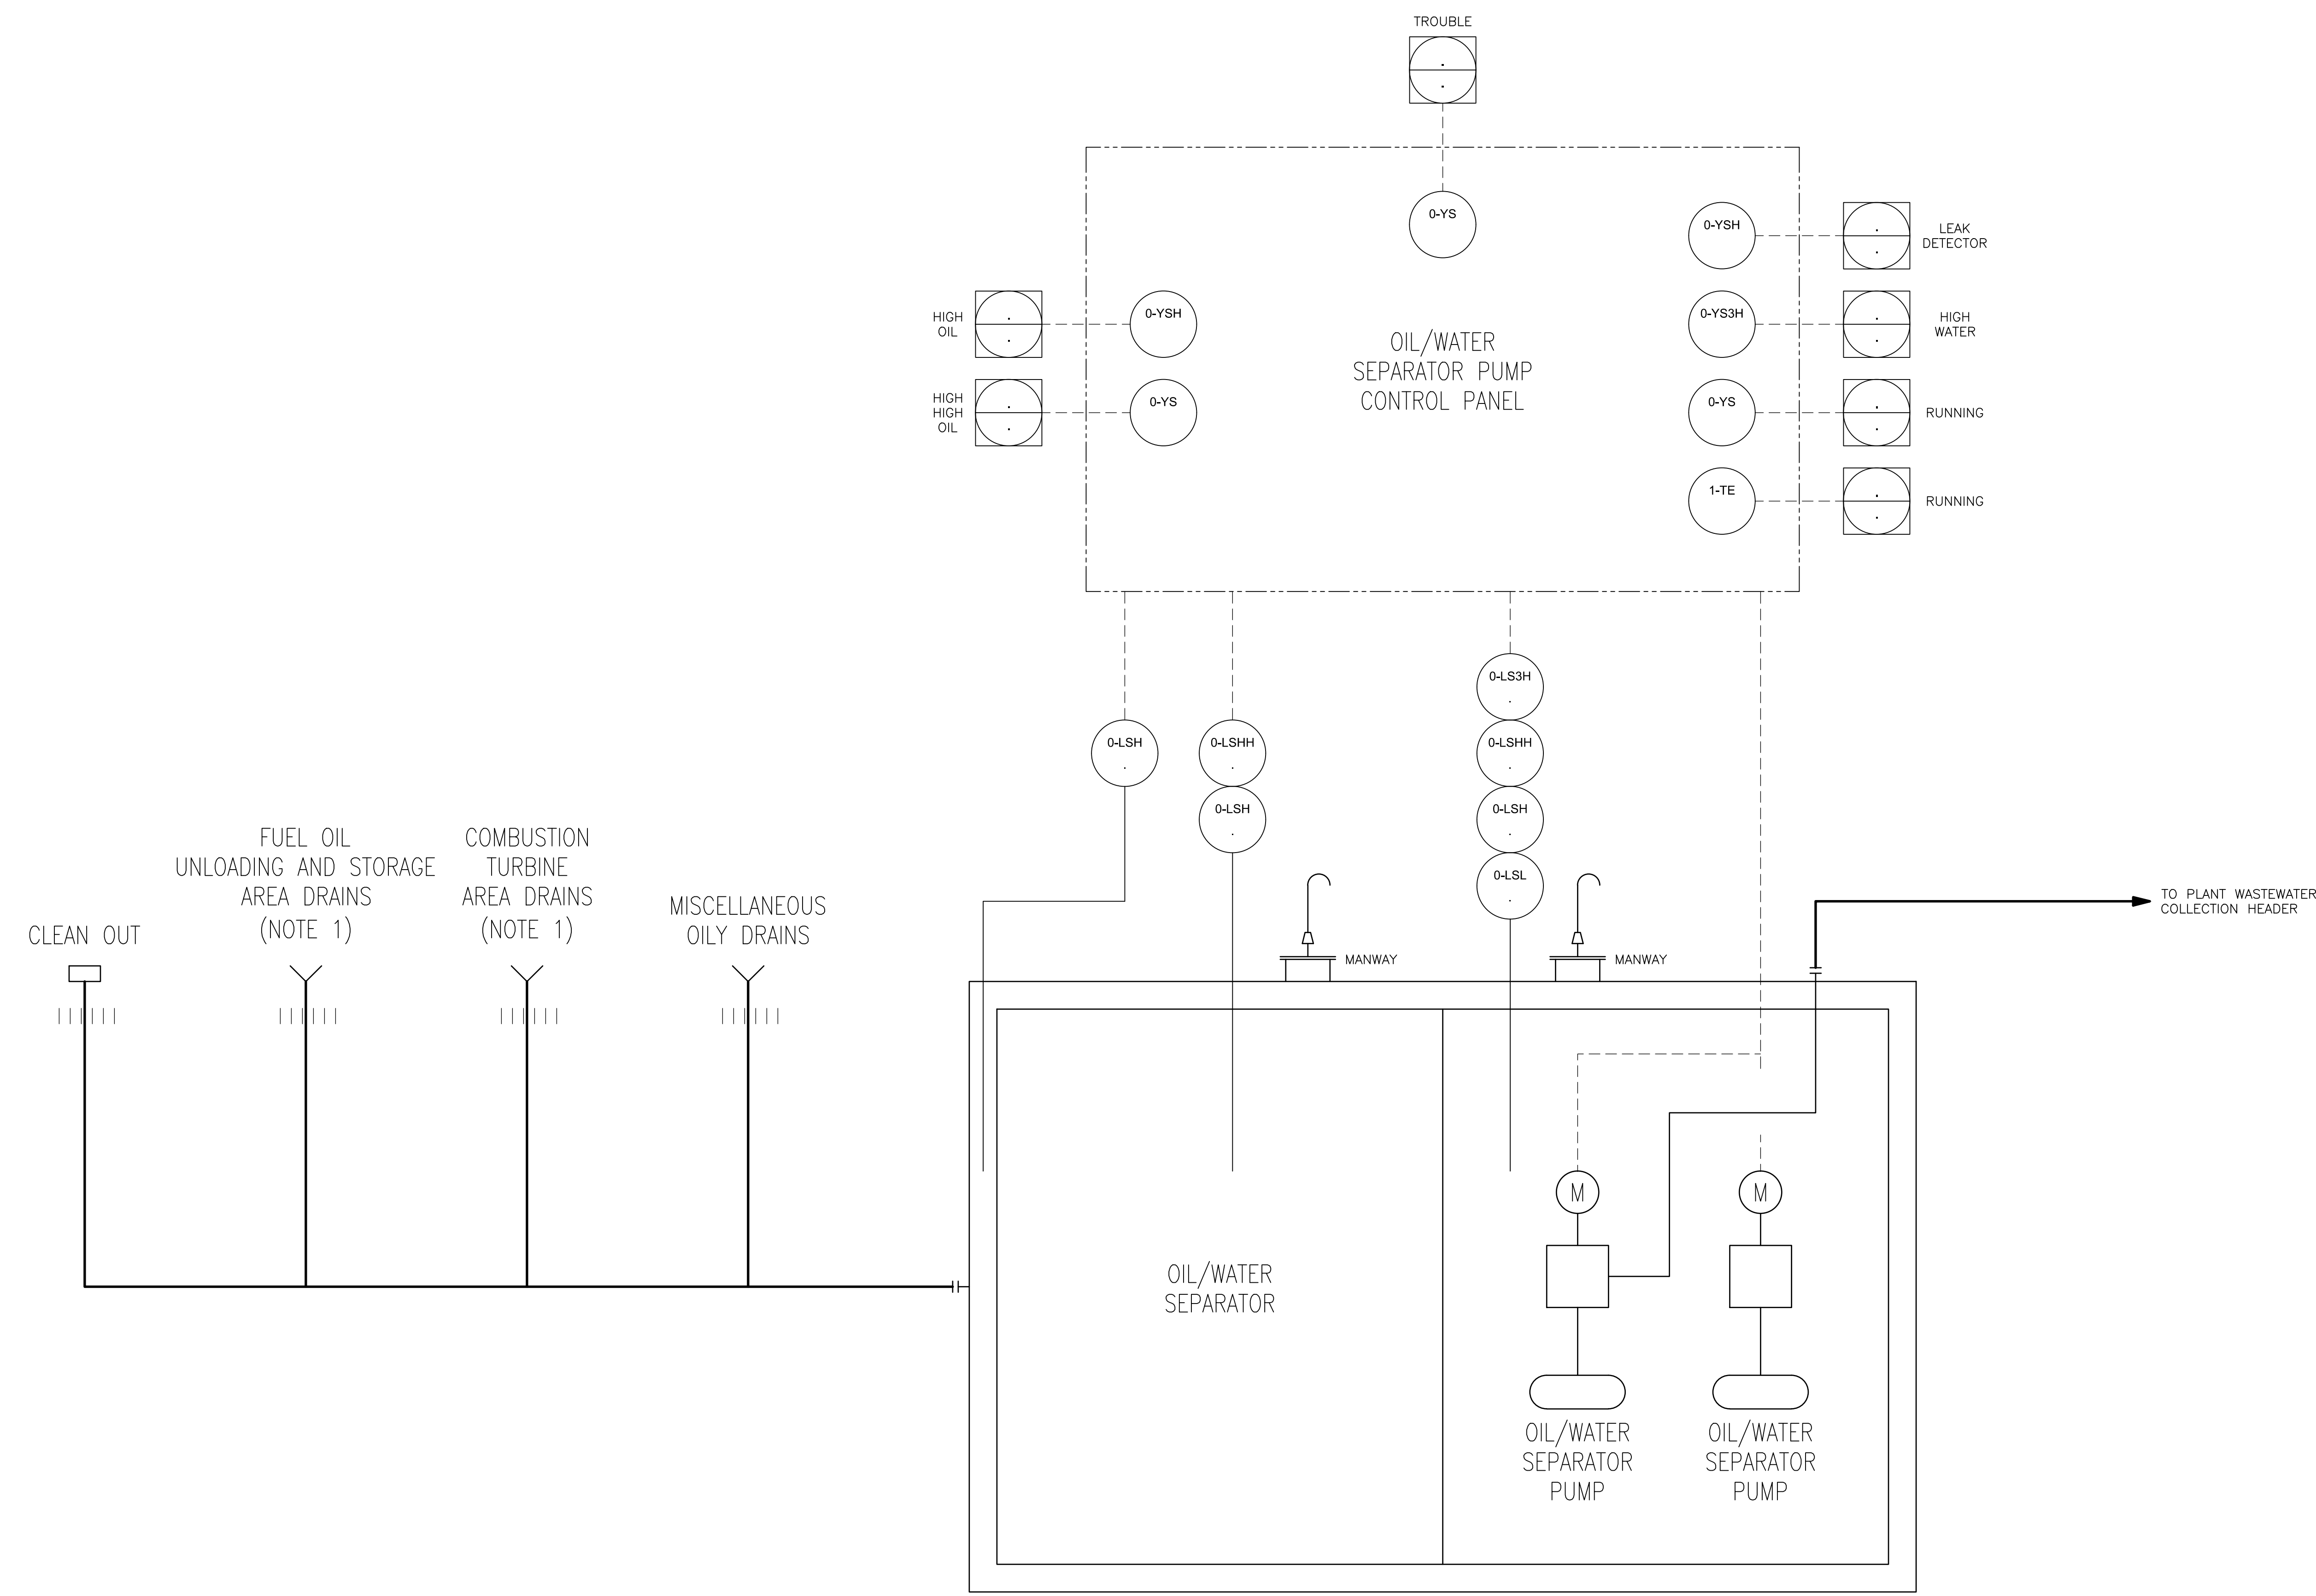 TROUBLE
0-YS
0-YSH
LEAK
DETECTOR
HIGH
OIL
0-YSH
0-YS3H
HIGH
WATER
OIL/WATER
SEPARATOR PUMP
CONTROL PANEL
HIGH
HIGH
OIL
0-YS
0-YS
RUNNING
1-TE
RUNNING
0-LS3H
0-LSH
0-LSHH
0-LSHH
0-LSH
0-LSH
0-LSL
FUEL OIL
UNLOADING AND STORAGE
AREA DRAINS
(NOTE 1)
COMBUSTION
TURBINE
AREA DRAINS
(NOTE 1)
MISCELLANEOUS
OILY DRAINS
CLEAN OUT
MANWAY
MANWAY
TO PLANT WASTEWATER
COLLECTION HEADER
M
M
OIL/WATER
SEPARATOR
OIL/WATER
SEPARATOR
PUMP
OIL/WATER
SEPARATOR
PUMP